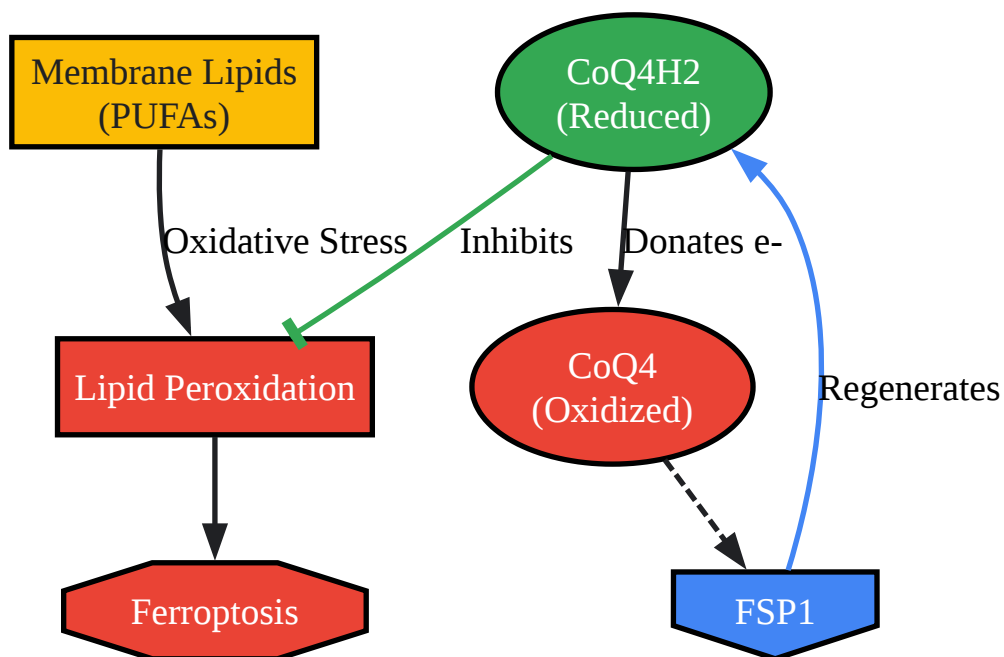 Membrane Lipids
(PUFAs)
CoQ4H2
(Reduced)
Oxidative Stress
Inhibits
Donates e-
Lipid Peroxidation
CoQ4
(Oxidized)
Regenerates
Ferroptosis
FSP1